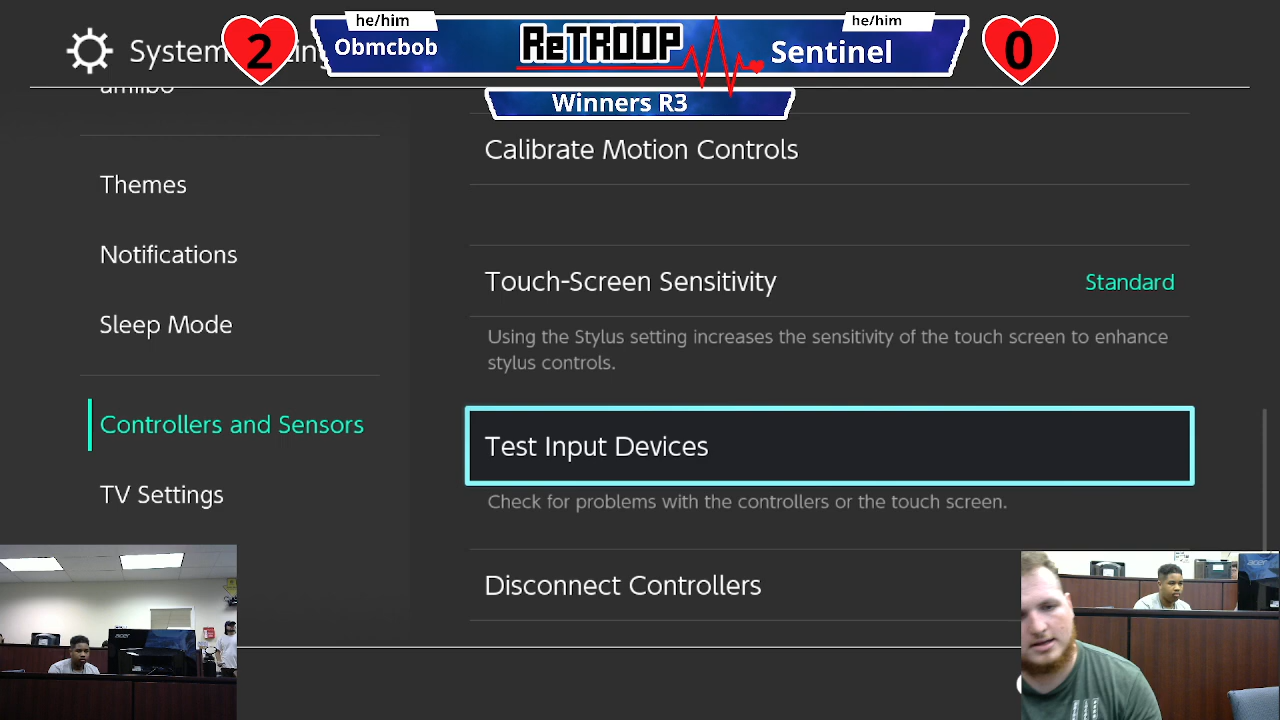 he/him
he/him
System
2
Obmcbob
ReTROOP
Sentinel
0
Winners R3
amiibo
Themes
Notifications
Sleep Mode
Controllers and Sensors
TV Settings
Calibrate Motion Controls
Touch-Screen Sensitivity
Standard
Using the Stylus setting increases the sensitivity of the touch screen to enhance
stylus controls.
Test Input Devices
Check for problems with the controllers or the touch screen.
Disconnect Controllers
acer